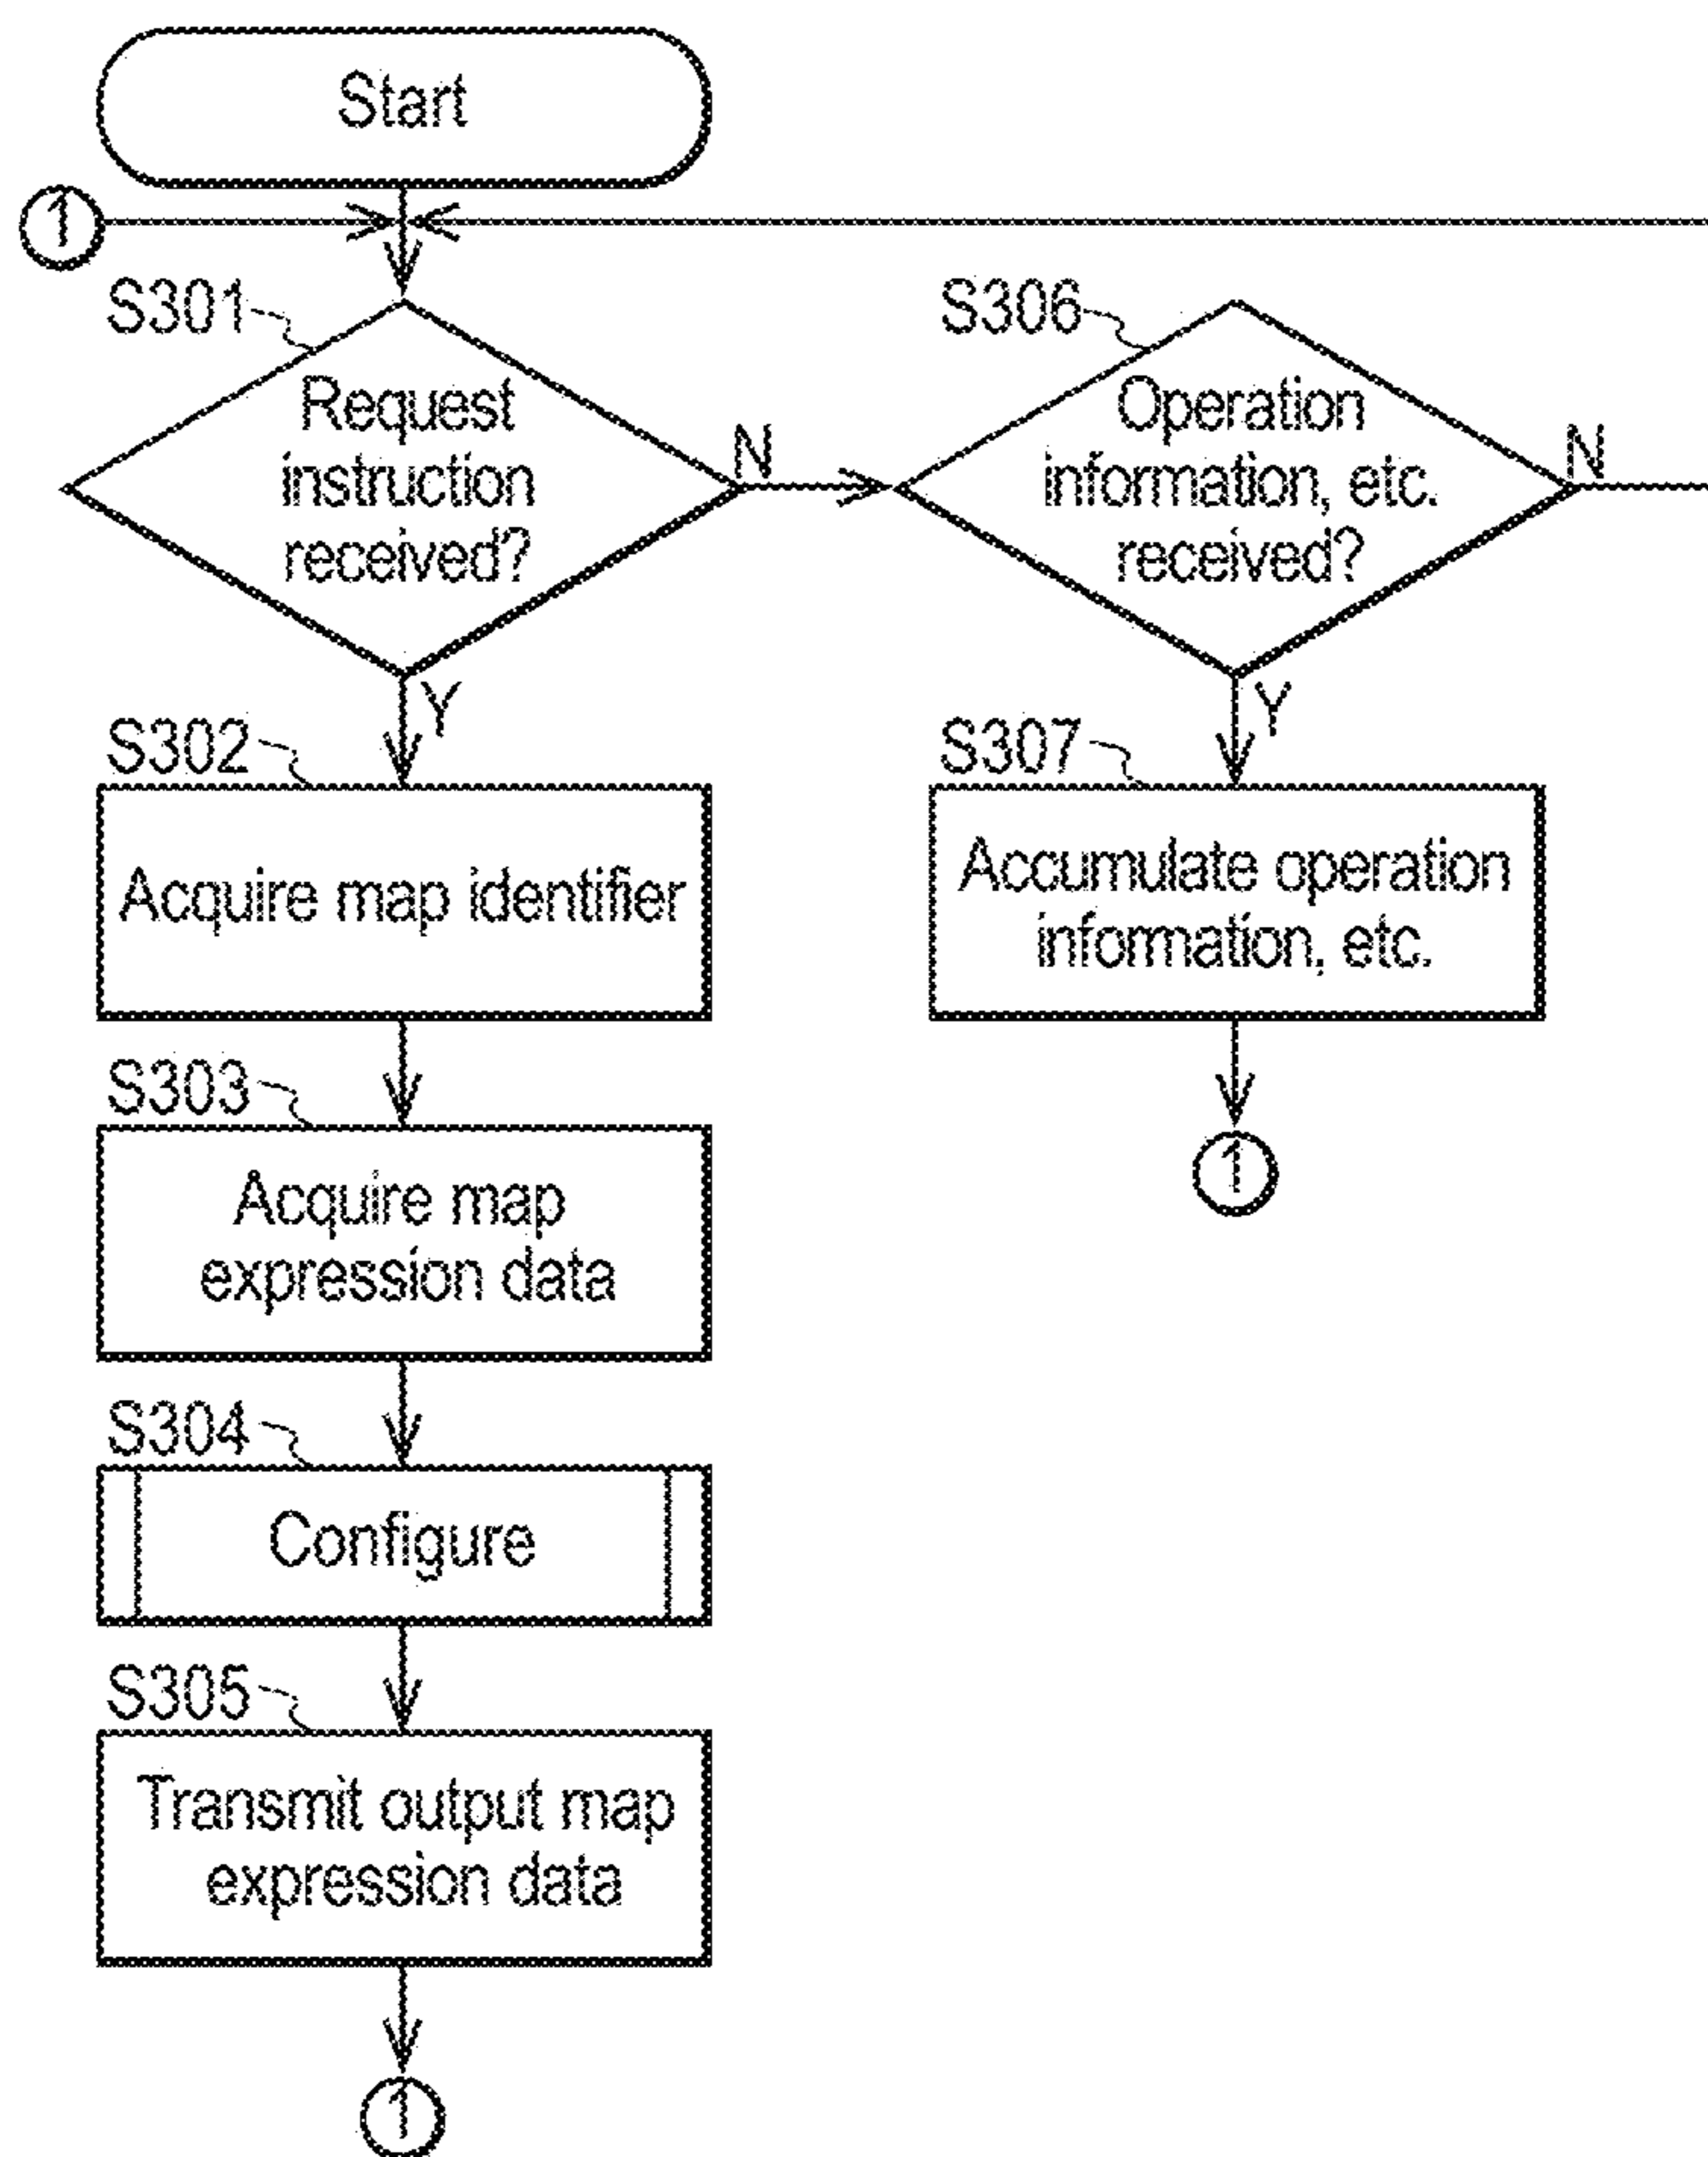 Start
1
S301
Request
instruction
received?
N
Y
S306
Operation
information, etc.
received?
N
Y
S302
Acquire map identifier
S307
Accumulate operation
information, etc.
S303
Acquire map
expression data
1
S304
Configure
S305
Transmit output map
expression data
1